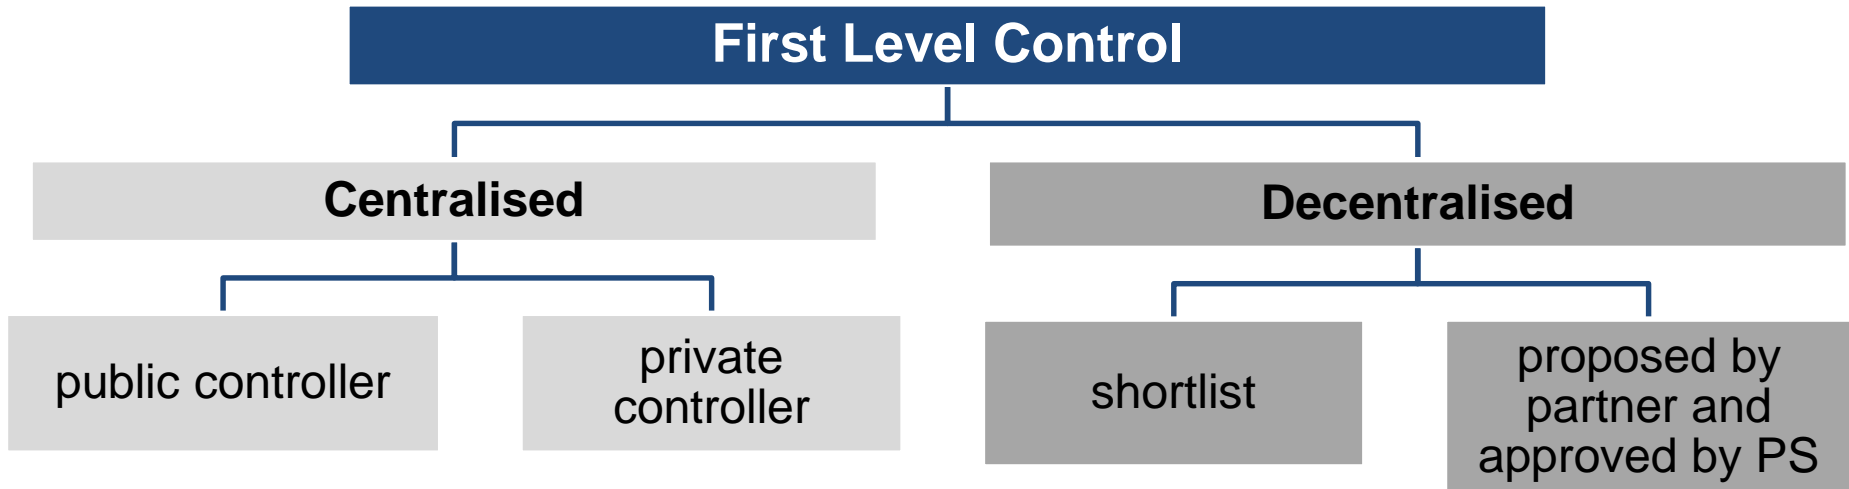 First Level Control
Centralised
Decentralised
public controller
private
controller
shortlist
proposed by
partner and
approved by PS